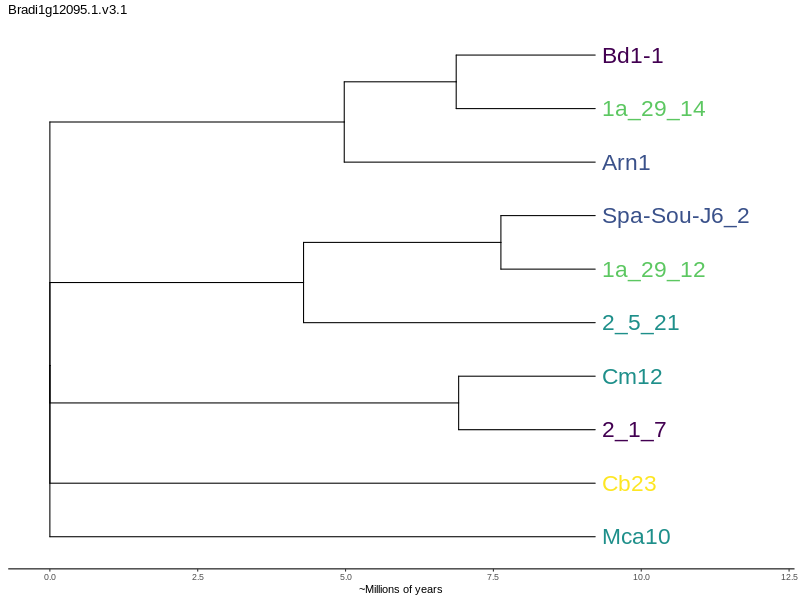 Bradi1g12095.1.v3.1
Bd1-1
1a_29_14
Arn1
Spa-Sou-J6_2
1a_29_12
2_5_21
Cm12
2_1_7
Cb23
Mca10
0.0 2.5 5.0 7.5 10.0 12.5
~Millions of years